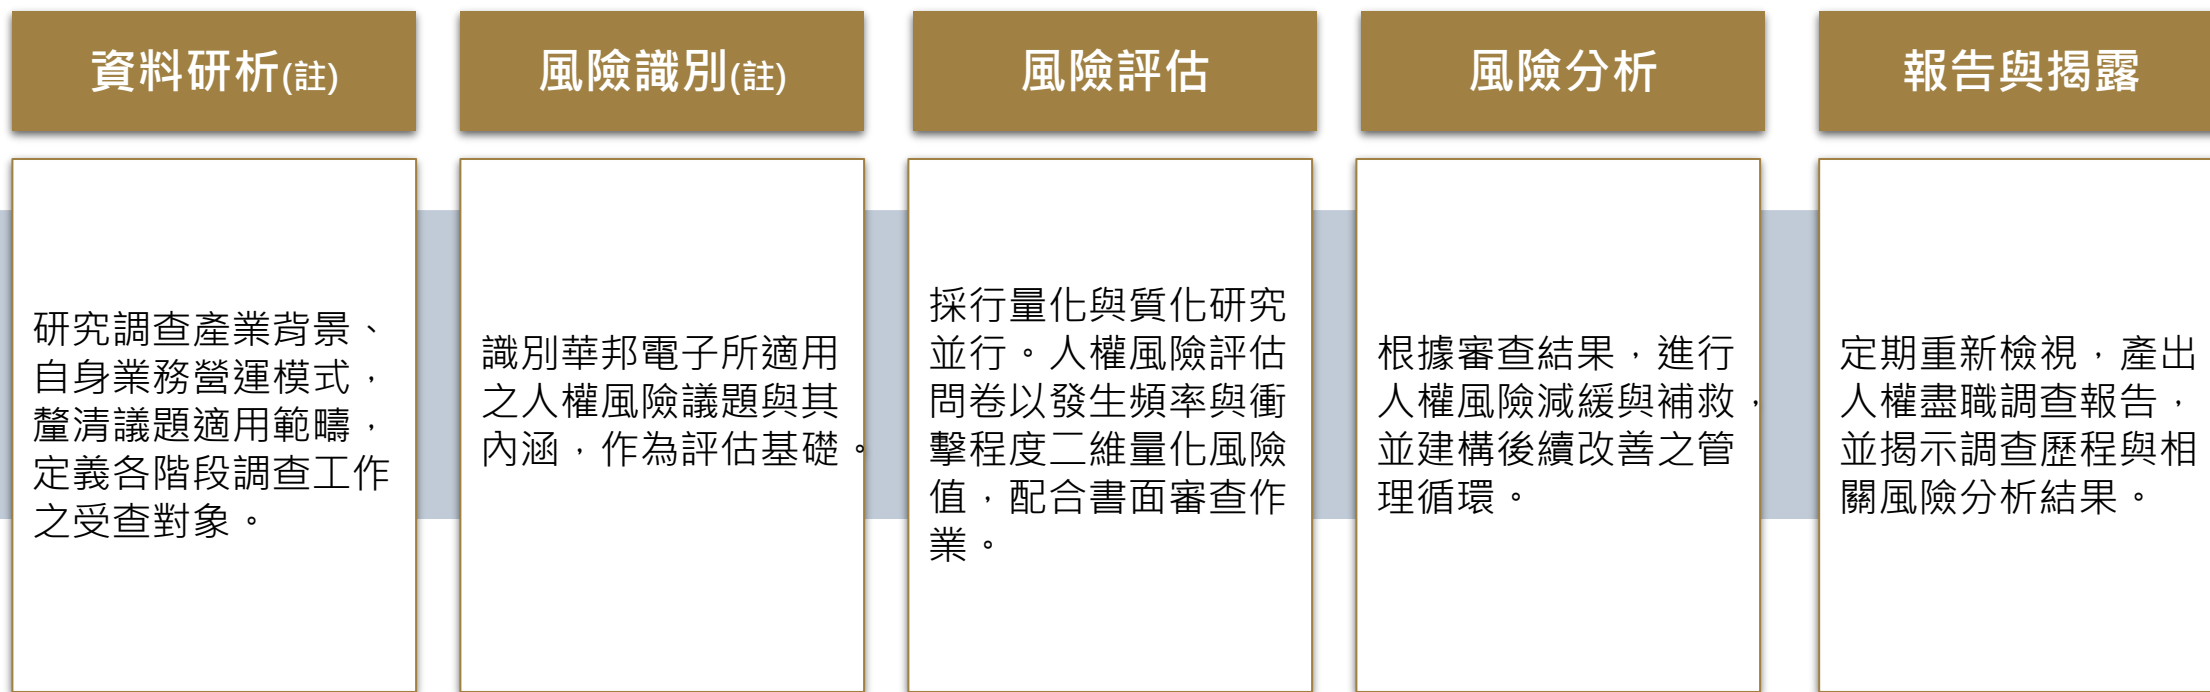 資料研析(註)
研究調查產業背景、
自身業務營運模式，
釐清議題適用範疇，
定義各階段調查工作
之受查對象。
風險識別(註)
識別華邦電子所適用
之人權風險議題與其
內涵，作為評估基礎。
風險評估
採行量化與質化研究
並行。人權風險評估
問卷以發生頻率與衝
擊程度二維量化風險
值，配合書面審查作
業。
風險分析
根據審查結果，進行
人權風險減緩與補救，
並建構後續改善之管
理循環。
報告與揭露
定期重新檢視，產出
人權盡職調查報告，
並揭示調查歷程與相
關風險分析結果。